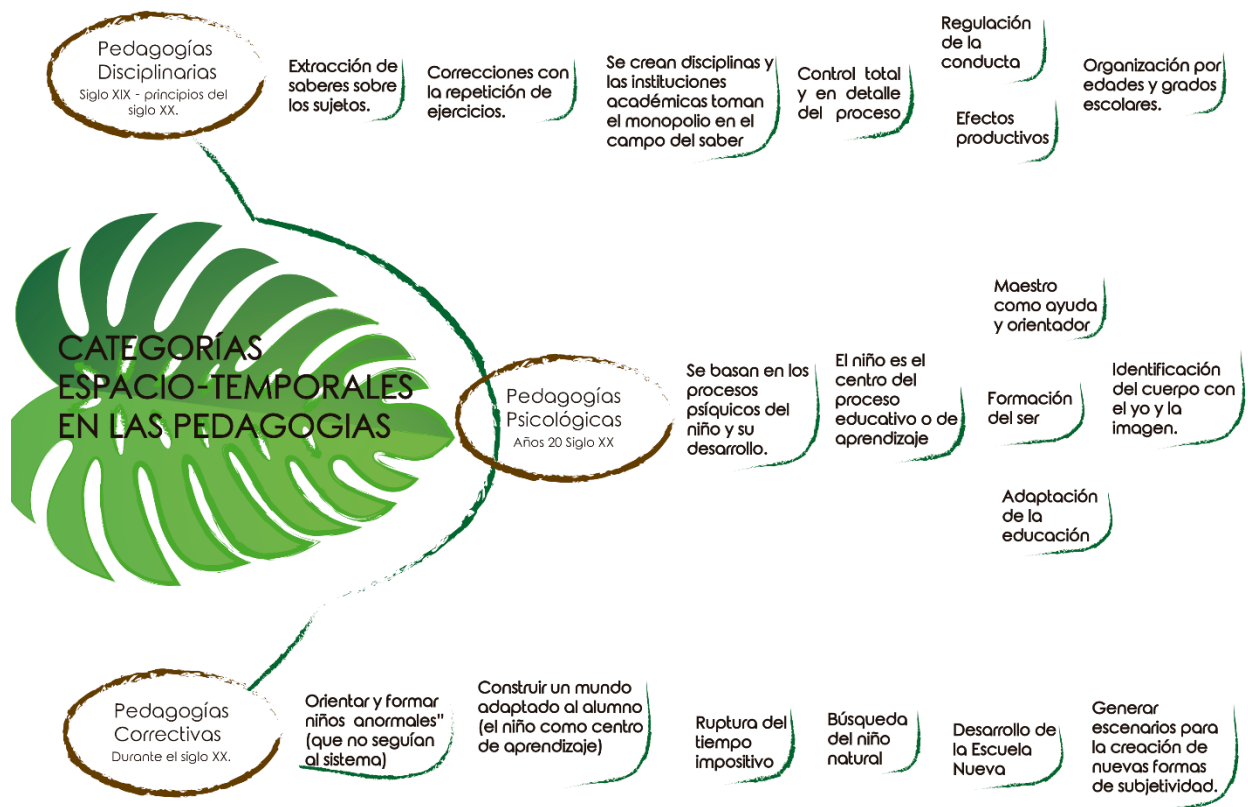 Pedagogías
Disciplinarias
Siglo XIX - principios del
siglo XX.
Extracción de
saberes sobre
los sujetos.
Correcciones con
la repetición de
ejercicios.
Se crean disciplinas y
las instituciones
académicas toman
el monopolio en el
campo del saber
Control total
y en detalle
del proceso
Regulación
de la
conducta
Efectos
productivos
Organización por
edades y grados
escolares.
CATEGORÍAS
ESPACIO-TEMPORALES
EN LAS PEDAGOGIAS
Pedagogías
Psicológicas
Años 20 Siglo XX
Se basan en los
procesos
psíquicos del
niño y su
desarrollo.
El niño es el
centro del
proceso
educativo o de
aprendizaje
Maestro
como ayuda
y orientador
Formación
del ser
Adaptación
de la
educación
Identificación
del cuerpo con
el yo y la
imagen.
Pedagogías
Correctivas
Durante el siglo XX.
Orientar y formar
niños anormales"
(que no seguían
al sistema)
Construir un mundo
adaptado al alumno
(el niño como centro
de aprendizaje)
Ruptura del
tiempo
impositivo
Búsqueda
del niño
natural
Desarrollo de
la Escuela
Nueva
Generar
escenarios para
la creación de
nuevas formas
de subjetividad.